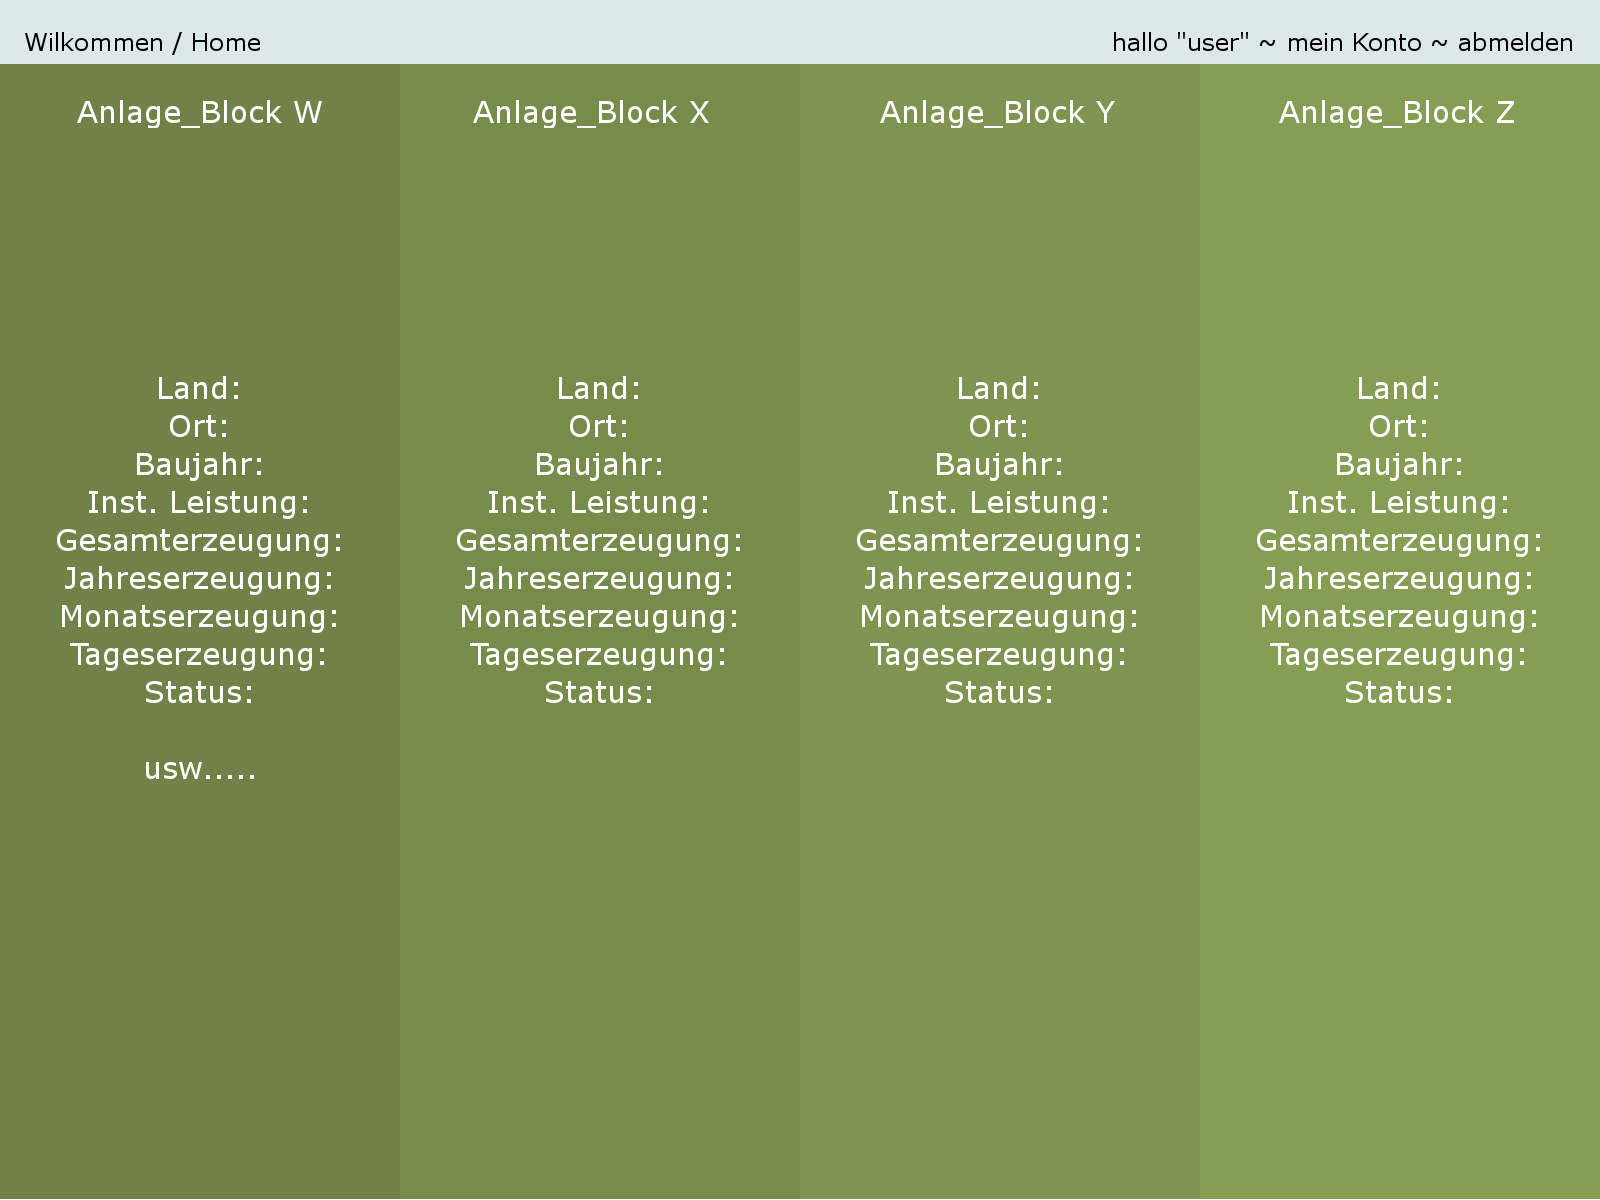 Wilkommen / Home
hallo "user" ~ mein Konto ~ abmelden
Anlage_Block W
Land:
Ort:
Baujahr:
Inst. Leistung:
Gesamterzeugung:
Jahreserzeugung:
Monatserzeugung:
Tageserzeugung:
Status:
usw.....
Anlage_Block X
Land:
Ort:
Baujahr:
Inst. Leistung:
Gesamterzeugung:
Jahreserzeugung:
Monatserzeugung:
Tageserzeugung:
Status:
Anlage_Block Y
Land:
Ort:
Baujahr:
Inst. Leistung:
Gesamterzeugung:
Jahreserzeugung:
Monatserzeugung:
Tageserzeugung:
Status:
Anlage_Block Z
Land:
Ort:
Baujahr:
Inst. Leistung:
Gesamterzeugung:
Jahreserzeugung:
Monatserzeugung:
Tageserzeugung:
Status: